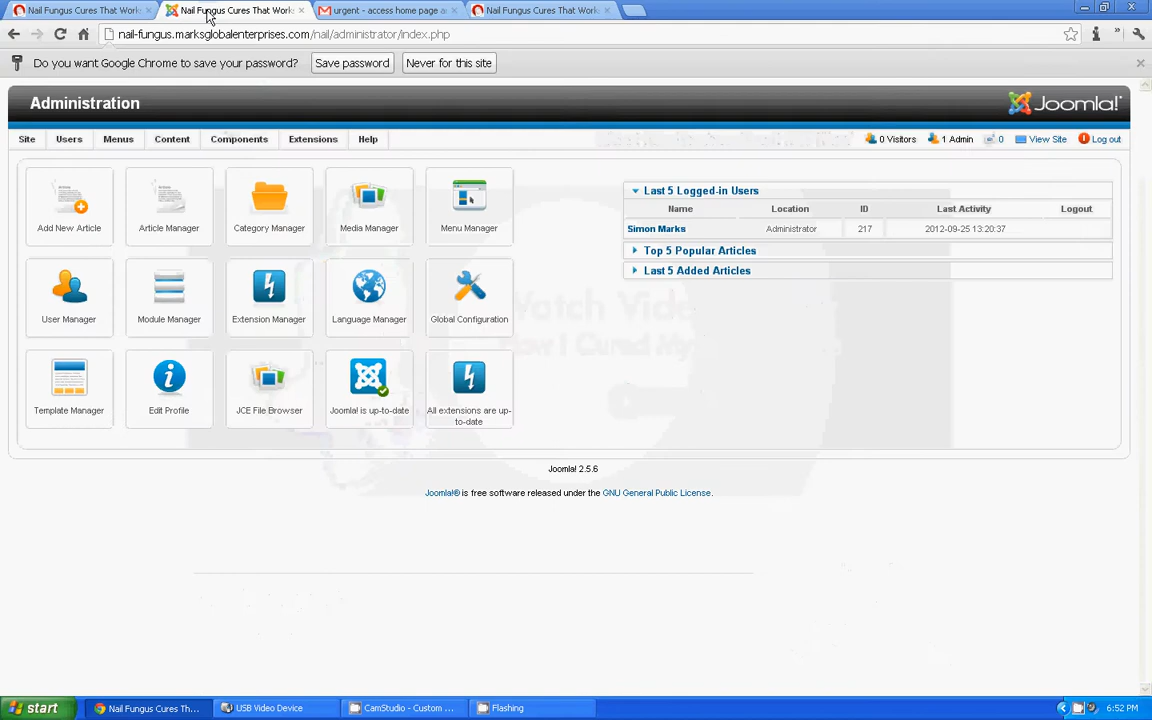 Nail Fungus Cures That Work
Nail Fungus Cures That Work
urgent - access home page a
Nail Fungus Cures That Work
nail-fungus.marksglobalenterprises.com/nail/administrator/index.php
Do you want Google Chrome to save your password?
Save password
Never for this site
Administration
Joomla!
Site
Users
Menus
Content
Components
Extensions
Help
0 Visitors
1 Admin
0
View Site
Log out
Add New Article
Article Manager
Category Manager
Media Manager
Menu Manager
Last 5 Logged-in Users
Name Location ID Last Activity Logout
Simon Marks Administrator 217 2012-09-25 13:20:37
Top 5 Popular Articles
Last 5 Added Articles
User Manager
Module Manager
Extension Manager
Language Manager
Global Configuration
Watch Vide
How I Cured My
Template Manager
Edit Profile
JCE File Browser
Joomla! is up-to-date
All extensions are up-
to-date
Joomla! 2.5.6
Joomla!® is free software released under the GNU General Public License.
start
Nail Fungus Cures Th...
USB Video Device
CamStudio - Custom ...
Flashing
6:52 PM